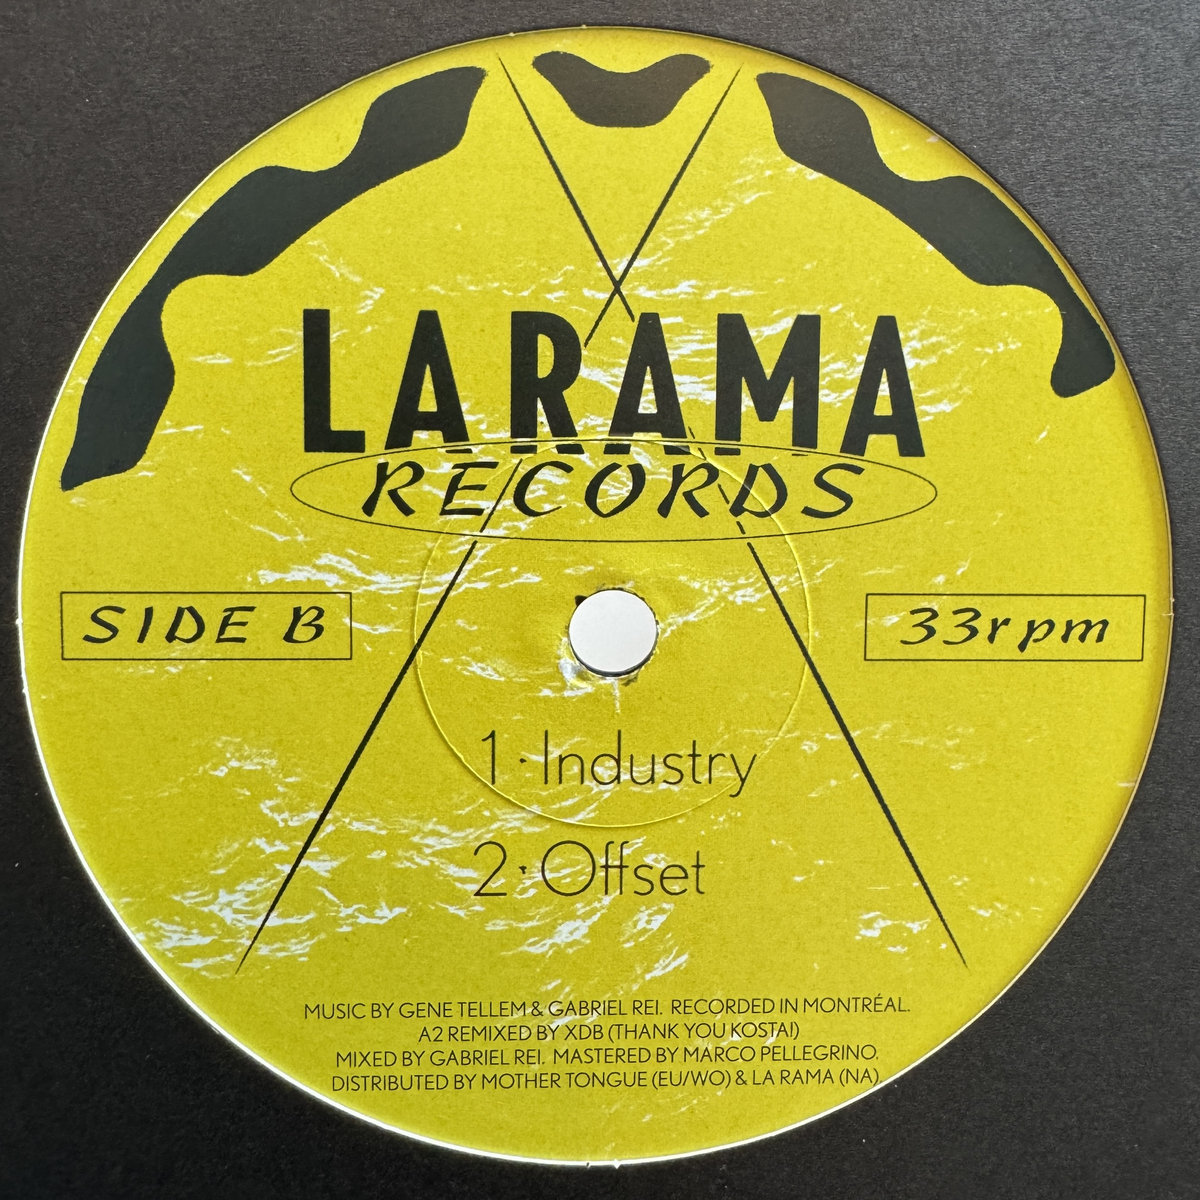 LA RAMA
RECORDS
SIDE B
33rpm
1 · Industry
2 · Offset
MUSIC BY GENE TELLEM & GABRIEL REI. RECORDED IN MONTRÉAL.
A2 REMIXED BY XDB (THANK YOU KOSTA!)
MIXED BY GABRIEL REI. MASTERED BY MARCO PELLEGRINO.
DISTRIBUTED BY MOTHER TONGUE (EU/WO) & LA RAMA (NA)